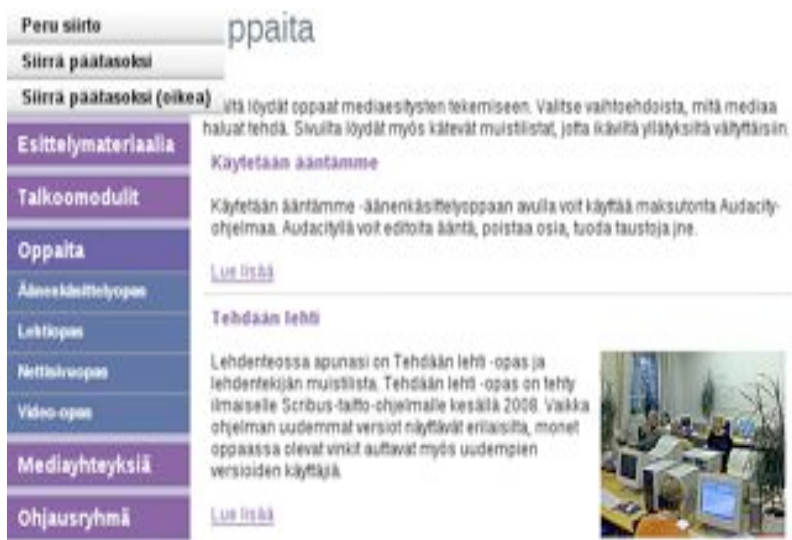 Peru siirto
Siirrä päätasoksi
Siirrä päätasoksi (oikea)
Esittelymateriaalia
Talkoomodulit
Oppaita
Äänenkäsittelyopas
Lehtiopas
Nettisivuopas
Video-opas
Mediayhteyksiä
Ohjausryhmä
ppaita
ltä löydät oppaat mediaesitysten tekemiseen. Valitse vaihtoehdoista, mitä mediaa
haluat tehdä. Sivuilta löydät myös kätevät muistilistat, jotta ikäviltä yllätyksiltä vältyttäisiin.
Käytetään ääntämme
Käytetään ääntämme -äänenkäsittelyoppaan avulla voit käyttää maksutonta Audacity-
ohjelmaa. Audacityllä voit editoita ääntä, poistaa osia, tuoda taustoja jne.
Lue lisää
Tehdään lehti
Lehdenteossa apunasi on Tehdään lehti -opas ja
lehdentekijän muistilista. Tehdään lehti -opas on tehty
ilmaiselle Scribus-taitto-ohjelmalle kesällä 2008. Vaikka
ohjelman uudemmat versiot näyttävät erilaisilta, monet
oppaassa olevat vinkit auttavat myös uudempien
versioiden käyttäjiä.
Lue lisää